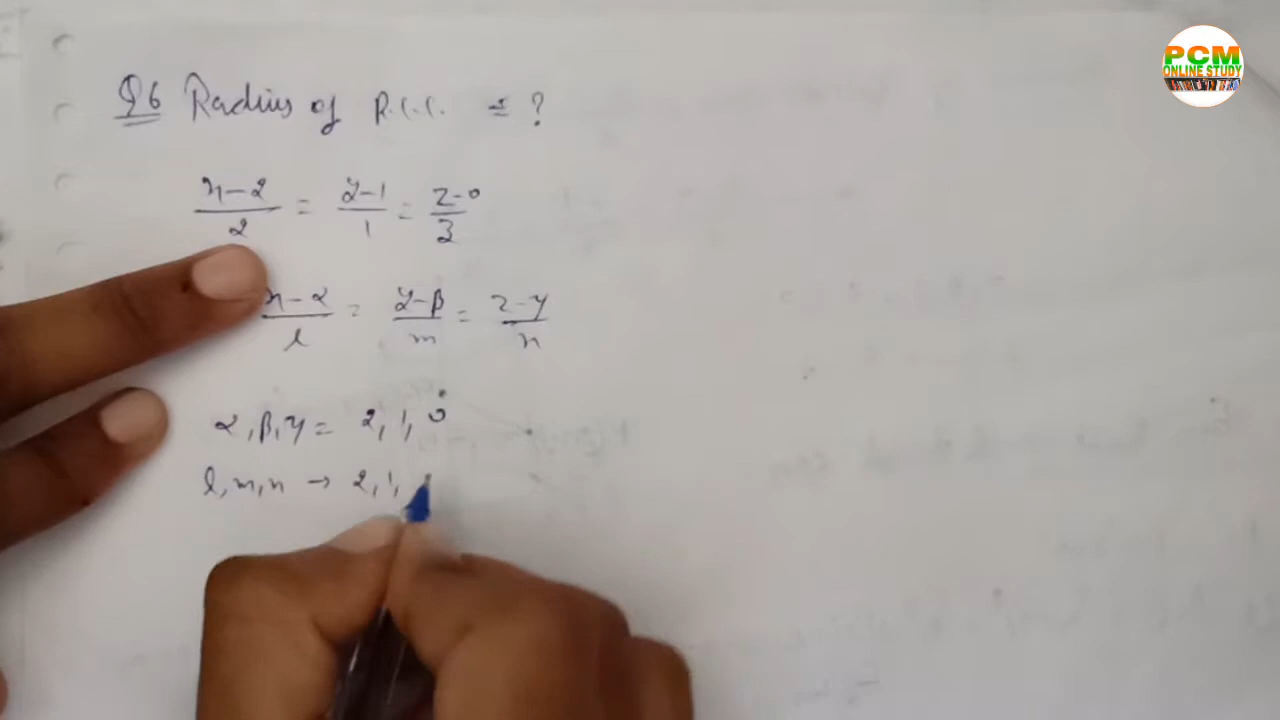 PCM
ONLINE STUDY
Q6 Radius of R.C.C. = ?
x-2/2 = y-1/1 = z-0/3
x-α/l = y-β/m = z-γ/n
α, β, γ = 2, 1, 0
l, m, n → 2, 1,